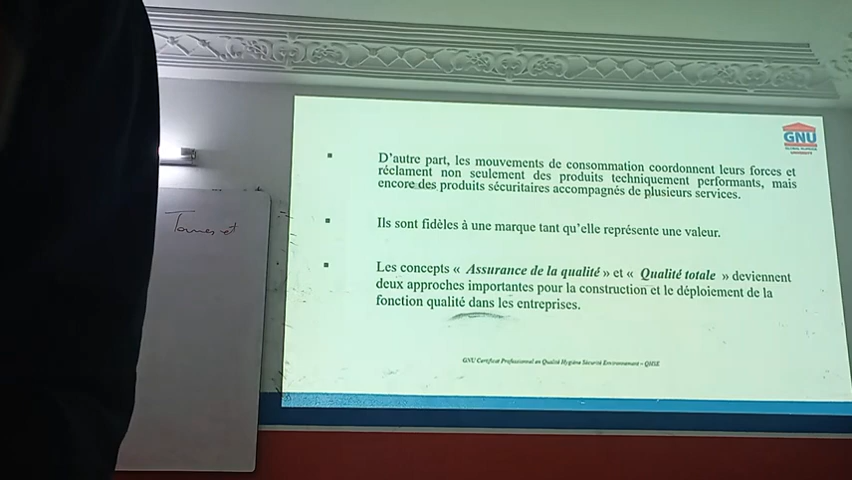 GNU
D'autre part, les mouvements de consommation coordonnent leurs forces et
réclament non seulement des produits techniquement performants, mais
encore des produits sécuritaires accompagnés de plusieurs services.
Ils sont fidèles à une marque tant qu'elle représente une valeur.
Les concepts « Assurance de la qualité » et « Qualité totale » deviennent
deux approches importantes pour la construction et le déploiement de la
fonction qualité dans les entreprises.
GNU Certificat Professionnel en Qualité Hygiène Sécurité Environnement – QHSE